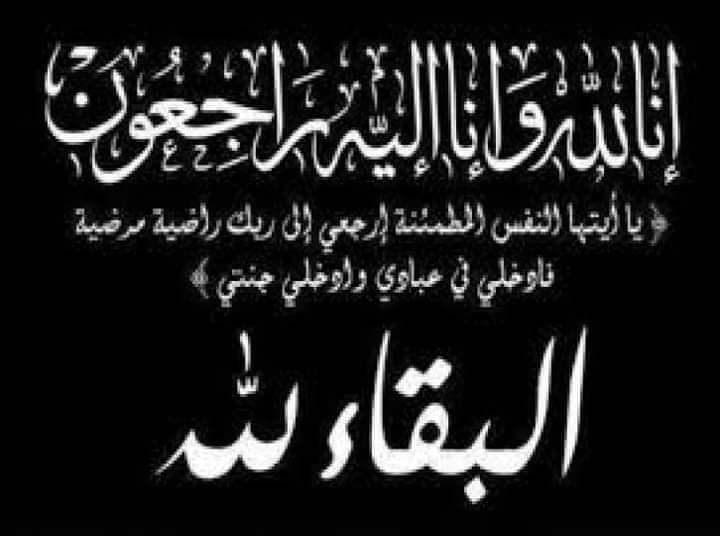 إنا لله وإنا إليه راجعون
﴿ يا أيتها النفس المطمئنة إرجعي إلى ربك راضية مرضية
فادخلي في عبادي وادخلي جنتي ﴾
البقاء لله